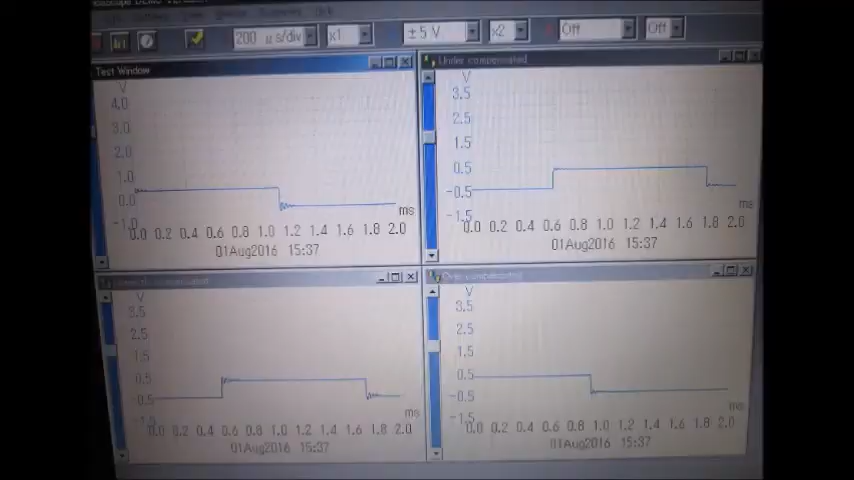 200 µs/div x1 ±5 V x2 Off Off
Test Window
V
4.0
3.0
2.0
1.0
0.0
-1.0
0.0 0.2 0.4 0.6 0.8 1.0 1.2 1.4 1.6 1.8 2.0
ms
01Aug2016 15:37
Under compensated
V
3.5
2.5
1.5
0.5
-0.5
-1.5
0.0 0.2 0.4 0.6 0.8 1.0 1.2 1.4 1.6 1.8 2.0
ms
01Aug2016 15:37
V
3.5
2.5
1.5
0.5
-0.5
-1.5
0.0 0.2 0.4 0.6 0.8 1.0 1.2 1.4 1.6 1.8 2.0
ms
01Aug2016 15:37
Over compensated
V
3.5
2.5
1.5
0.5
-0.5
-1.5
0.0 0.2 0.4 0.6 0.8 1.0 1.2 1.4 1.6 1.8 2.0
ms
01Aug2016 15:37